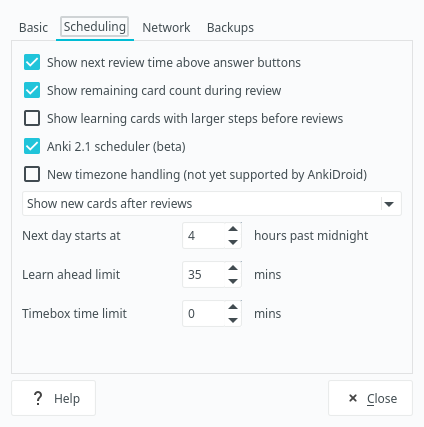 Basic Scheduling Network Backups
Show next review time above answer buttons
Show remaining card count during review
Show learning cards with larger steps before reviews
Anki 2.1 scheduler (beta)
New timezone handling (not yet supported by AnkiDroid)
Show new cards after reviews
Next day starts at 4 hours past midnight
Learn ahead limit 35 mins
Timebox time limit 0 mins
? Help × Close